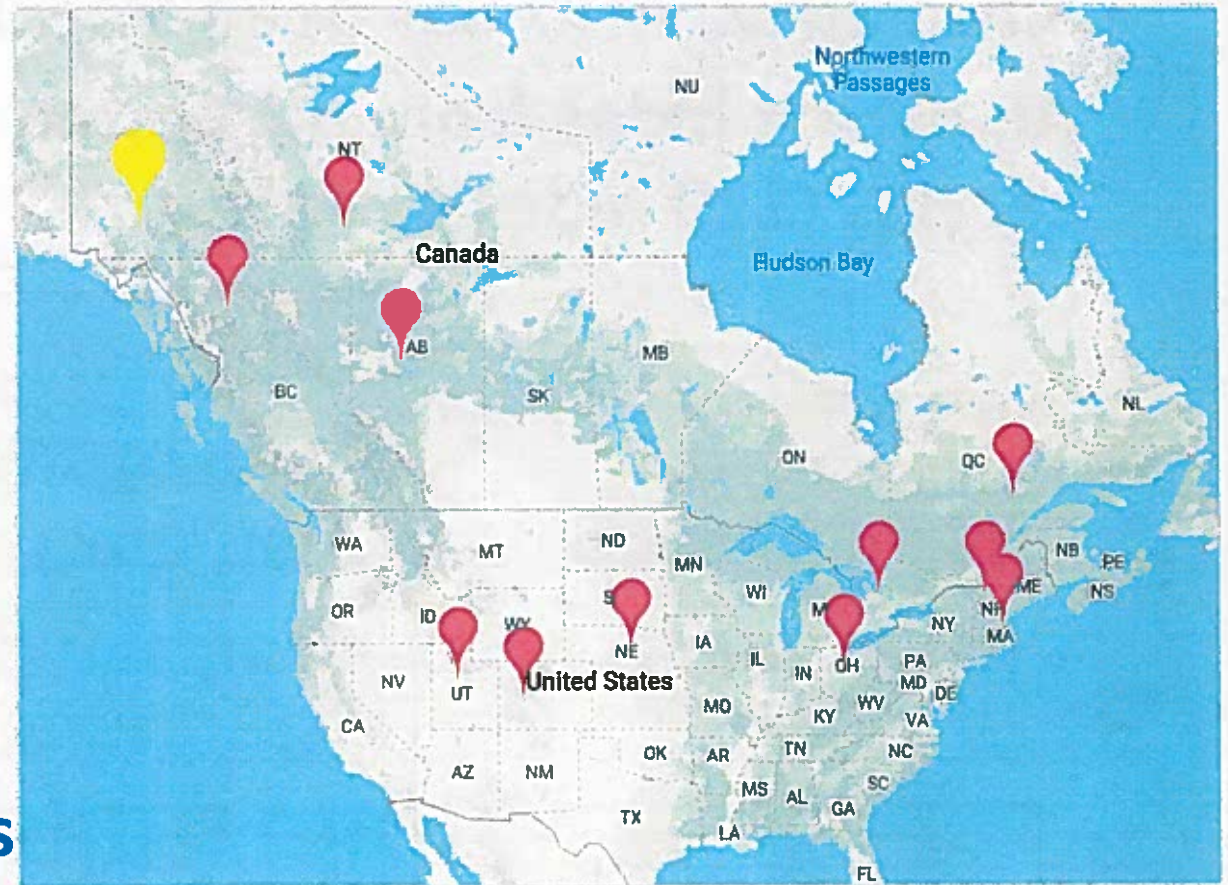 Northwestern
Passages
NU
NT
Canada
Hudson Bay
AB
MB
BC
SK
NL
ON
QC
WA
MT
ND
MN
NB
PE
ME
NS
OR
ID
WI
NY
MA
WY
NE
IA
IL
IN
OH
PA
MD
DE
United States
NV
UT
CA
MO
KY
WV
VA
OK
AR
TN
NC
AZ
NM
MS
AL
SC
GA
TX
LA
FL
S